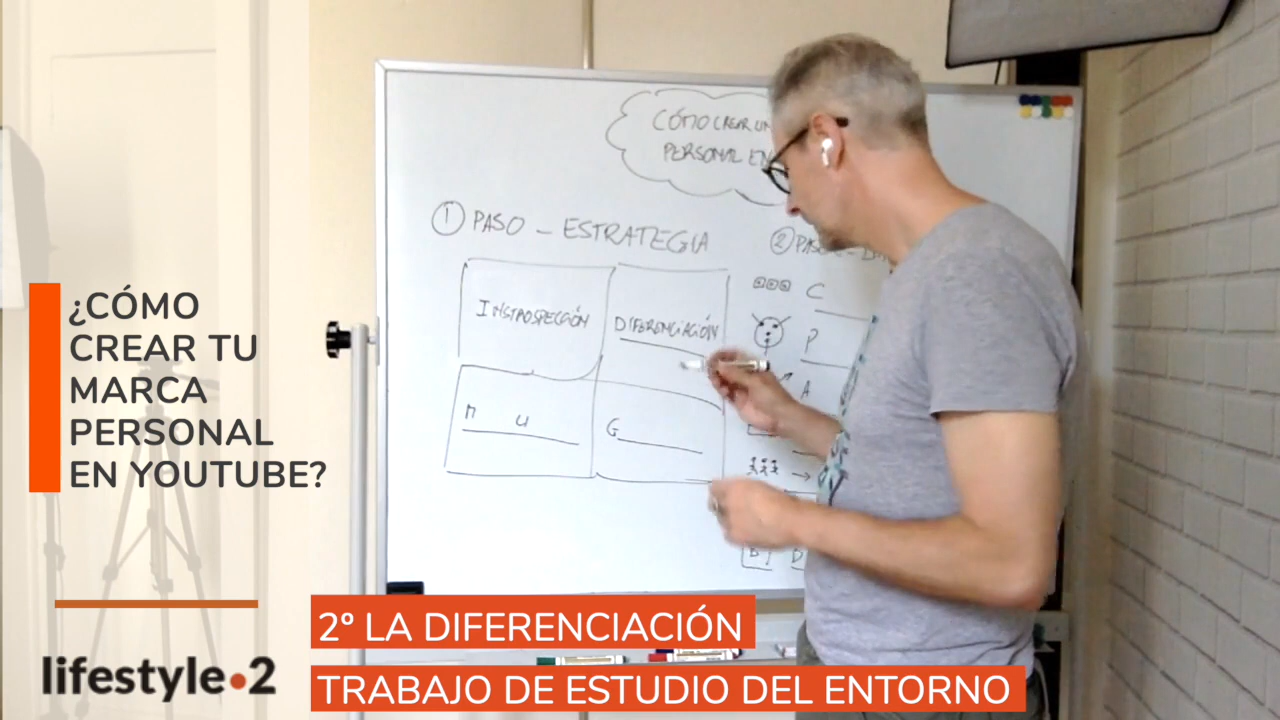 CÓMO CREAR UN
PERSONAL EN
① PASO - ESTRATEGIA
② PASO
INSTROSPECCIÓN
DIFERENCIACIÓN
C
P
A
M U
G
B
D
¿CÓMO
CREAR TU
MARCA
PERSONAL
EN YOUTUBE?
lifestyle•2
2º LA DIFERENCIACIÓN
TRABAJO DE ESTUDIO DEL ENTORNO